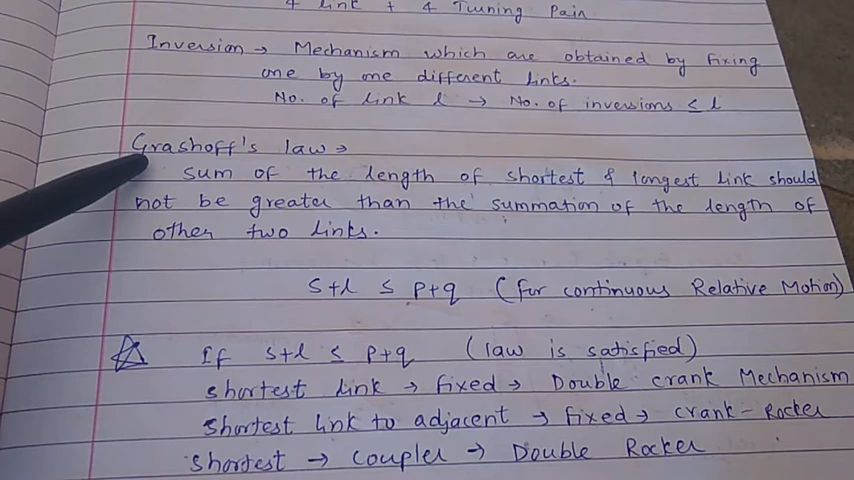 4 link + 4 Turning Pair
Inversion → Mechanism which are obtained by fixing
one by one different links.
No. of link l → No. of inversions ≤ l
Grashoff's law →
sum of the length of shortest & longest link should
not be greater than the summation of the length of
other two links.
s+l ≤ p+q (for continuous Relative Motion)
If s+l ≤ p+q (law is satisfied)
shortest link → fixed → Double crank Mechanism
shortest link to adjacent → fixed → crank-Rocker
shortest → coupler → Double Rocker